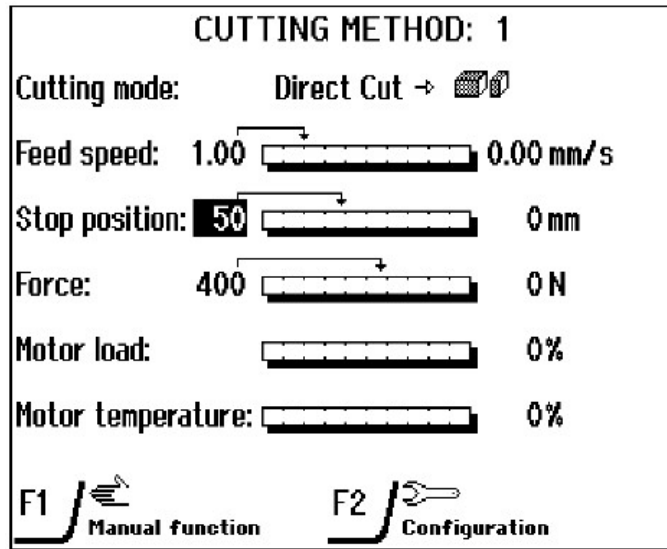 CUTTING METHOD: 1
Cutting mode: Direct Cut →
Feed speed: 1.00 0.00 mm/s
Stop position: 50 0 mm
Force: 400 0 N
Motor load: 0%
Motor temperature: 0%
F1 Manual function F2 Configuration